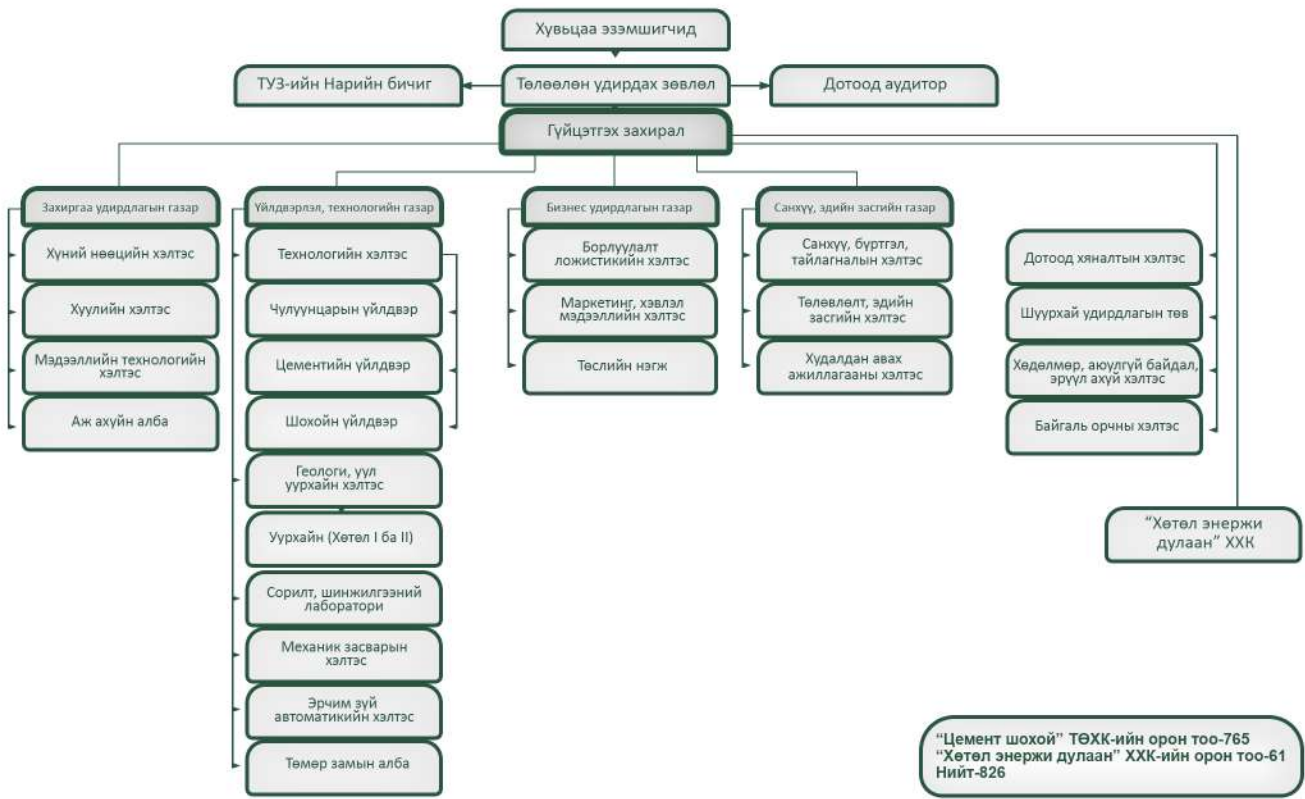 Хувьцаа эзэмшигчид
ТУЗ-ийн Нарийн бичиг
Төлөөлөн удирдах зөвлөл
Дотоод аудитор
Гүйцэтгэх захирал
Захиргаа удирдлагын газар
Хүний нөөцийн хэлтэс
Хуулийн хэлтэс
Мэдээллийн технологийн
хэлтэс
Аж ахуйн алба
Үйлдвэрлэл, технологийн газар
Технологийн хэлтэс
Чулуунцарын үйлдвэр
Цементийн үйлдвэр
Шохойн үйлдвэр
Геологи, уул
уурхайн хэлтэс
Уурхайн (Хөтөл I ба II)
Сорилт, шинжилгээний
лаборатори
Механик засварын
хэлтэс
Эрчим зүй
автоматикийн хэлтэс
Төмөр замын алба
Бизнес удирдлагын газар
Борлуулалт
ложистикийн хэлтэс
Маркетинг, хэвлэл
мэдээллийн хэлтэс
Төслийн нэгж
Санхүү, эдийн засгийн газар
Санхүү, бүртгэл,
тайлагналын хэлтэс
Төлөвлөлт, эдийн
засгийн хэлтэс
Худалдан авах
ажиллагааны хэлтэс
Дотоод хяналтын хэлтэс
Шуурхай удирдлагын төв
Хөдөлмөр, аюулгүй байдал,
эрүүл ахуй хэлтэс
Байгаль орчны хэлтэс
“Хөтөл энержи
дулаан” ХХК
“Цемент шохой” ТӨХК-ийн орон тоо-765
“Хөтөл энержи дулаан” ХХК-ийн орон тоо-61
Нийт-826